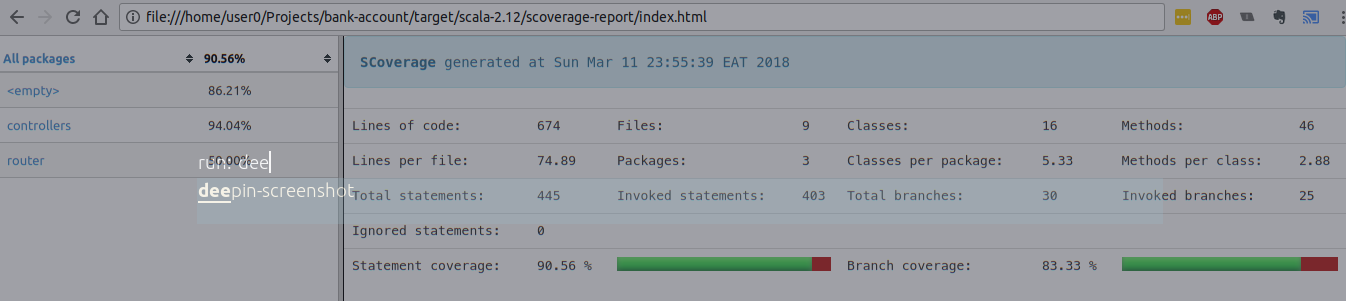 file:///home/user0/Projects/bank-account/target/scala-2.12/scoverage-report/index.html
ABP
All packages 90.56%
SCoverage generated at Sun Mar 11 23:55:39 EAT 2018
<empty> 86.21%
controllers 94.04%
Lines of code: 674 Files: 9 Classes: 16 Methods: 46
router 50.00%
run: dee
Lines per file: 74.89 Packages: 3 Classes per package: 5.33 Methods per class: 2.88
deepin-screenshot
Total statements: 445 Invoked statements: 403 Total branches: 30 Invoked branches: 25
Ignored statements: 0
Statement coverage: 90.56 % Branch coverage: 83.33 %